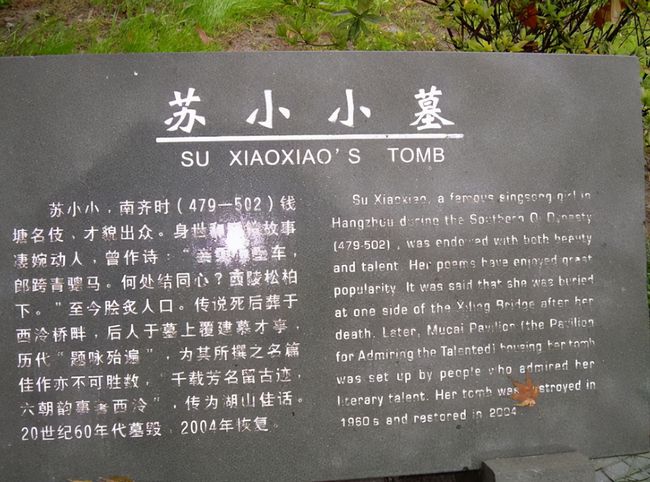 苏小小墓
SU XIAOXIAO'S TOMB
苏小小，南齐时（479—502）钱
塘名伎，才貌出众。身世和故事
凄婉动人，曾作诗：“车，
郎跨青骢马。何处结同心？西陵松柏
下。”至今脍炙人口。传说死后葬于
西泠桥畔，后人于墓上覆建慕才亭，
历代“题咏殆遍”，为其所撰之名篇
佳作亦不可胜数，“千载芳名留古迹，
六朝韵事著西泠”，传为湖山佳话。
20世纪60年代墓毁，2004年恢复。
Su Xiaoxiao, a famous singsong girl in
Hangzhou during the Southern Qi Dynasty
(479-502), was endowed with both beauty
and talent. Her poems have enjoyed great
popularity. It was said that she was buried
at one side of the Xiling Bridge after her
death. Later, Mucai Pavilion (the Pavilion
for Admiring the Talented) housing her tomb
was set up by people who admired her
literary talent. Her tomb was destroyed in
1960's and restored in 2004.